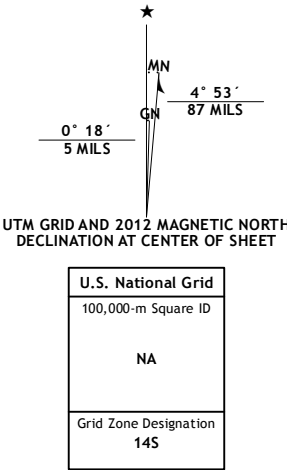 ★
MN
4° 53´
87 MILS
GN
0° 18´
5 MILS
UTM GRID AND 2012 MAGNETIC NORTH
DECLINATION AT CENTER OF SHEET
U.S. National Grid
100,000-m Square ID
NA
Grid Zone Designation
14S